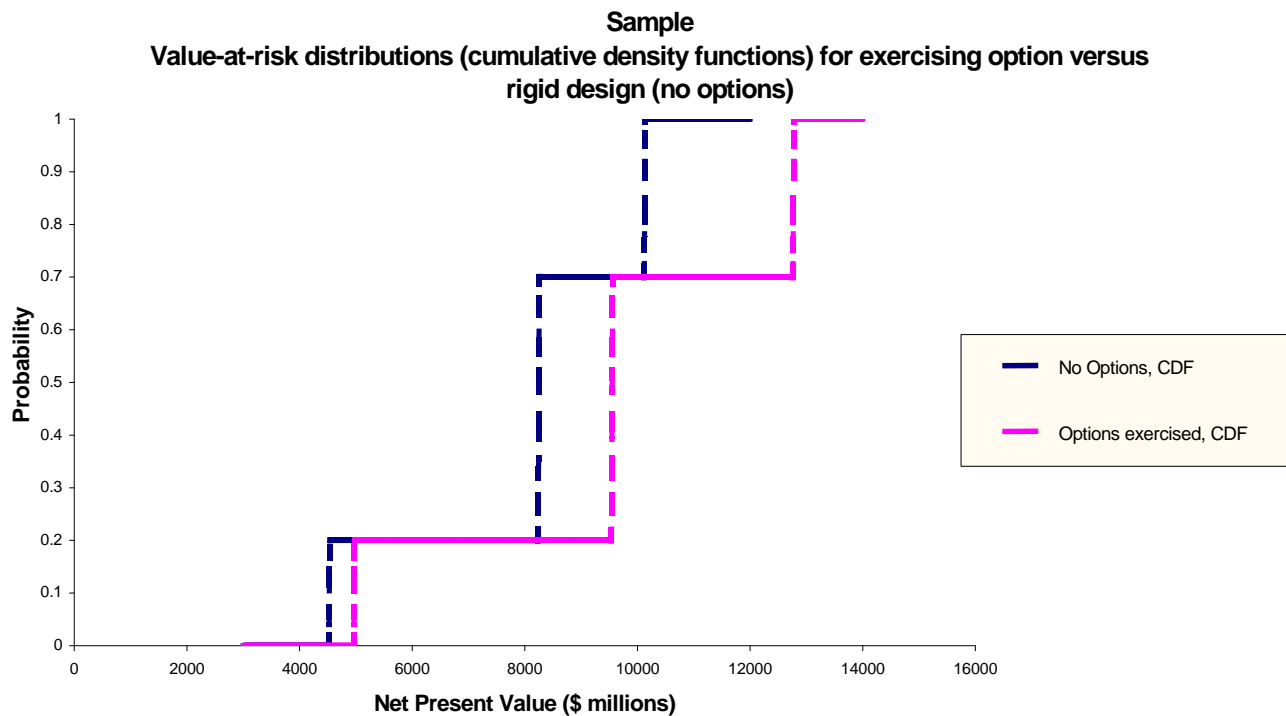 Sample
Value-at-risk distributions (cumulative density functions) for exercising option versus
rigid design (no options)
1
0.9
0.8
0.7
0.6
0.5
0.4
0.3
0.2
0.1
0
Probability
0 2000 4000 6000 8000 10000 12000 14000 16000
Net Present Value ($ millions)
No Options, CDF
Options exercised, CDF